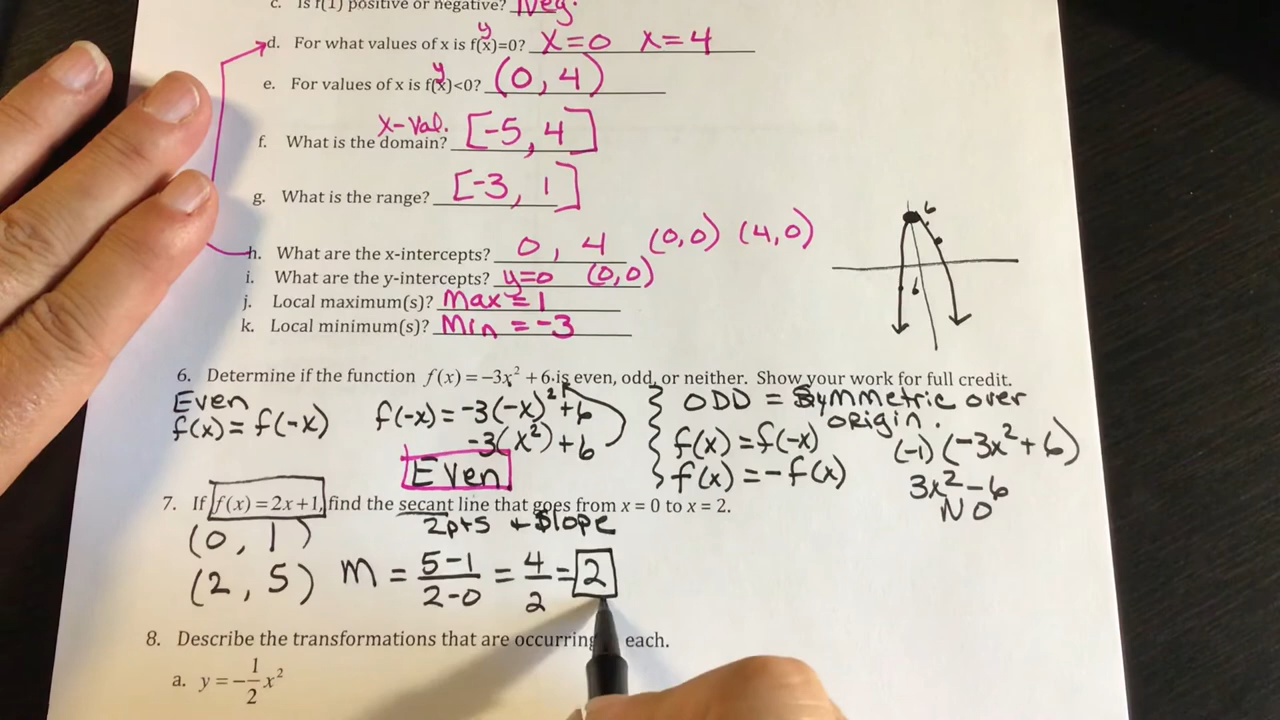 c. Is f(1) positive or negative? Neg.
y
d. For what values of x is f(x)=0? x=0 x=4
y
e. For values of x is f(x)<0? (0, 4)
x-val.
f. What is the domain? [-5, 4]
g. What is the range? [-3, 1]
h. What are the x-intercepts? 0, 4 (0,0) (4,0)
i. What are the y-intercepts? y=0 (0,0)
j. Local maximum(s)? Max = 1
k. Local minimum(s)? Min = -3
6
6
6. Determine if the function f(x) = −3x² + 6 is even, odd, or neither. Show your work for full credit.
Even
f(x) = f(-x)
f(-x) = -3(-x)² + 6
-3(x²) + 6
Even
ODD = Symmetric over
origin.
f(x) = f(-x)
f(x) = -f(x)
(-1)(-3x² + 6)
3x² - 6
NO
7. If f(x) = 2x+1, find the secant line that goes from x = 0 to x = 2.
2pts + Slope
(0, 1)
(2, 5) m = 5-1/2-0 = 4/2 = 2
8. Describe the transformations that are occurring each.
a. y = −1/2 x²